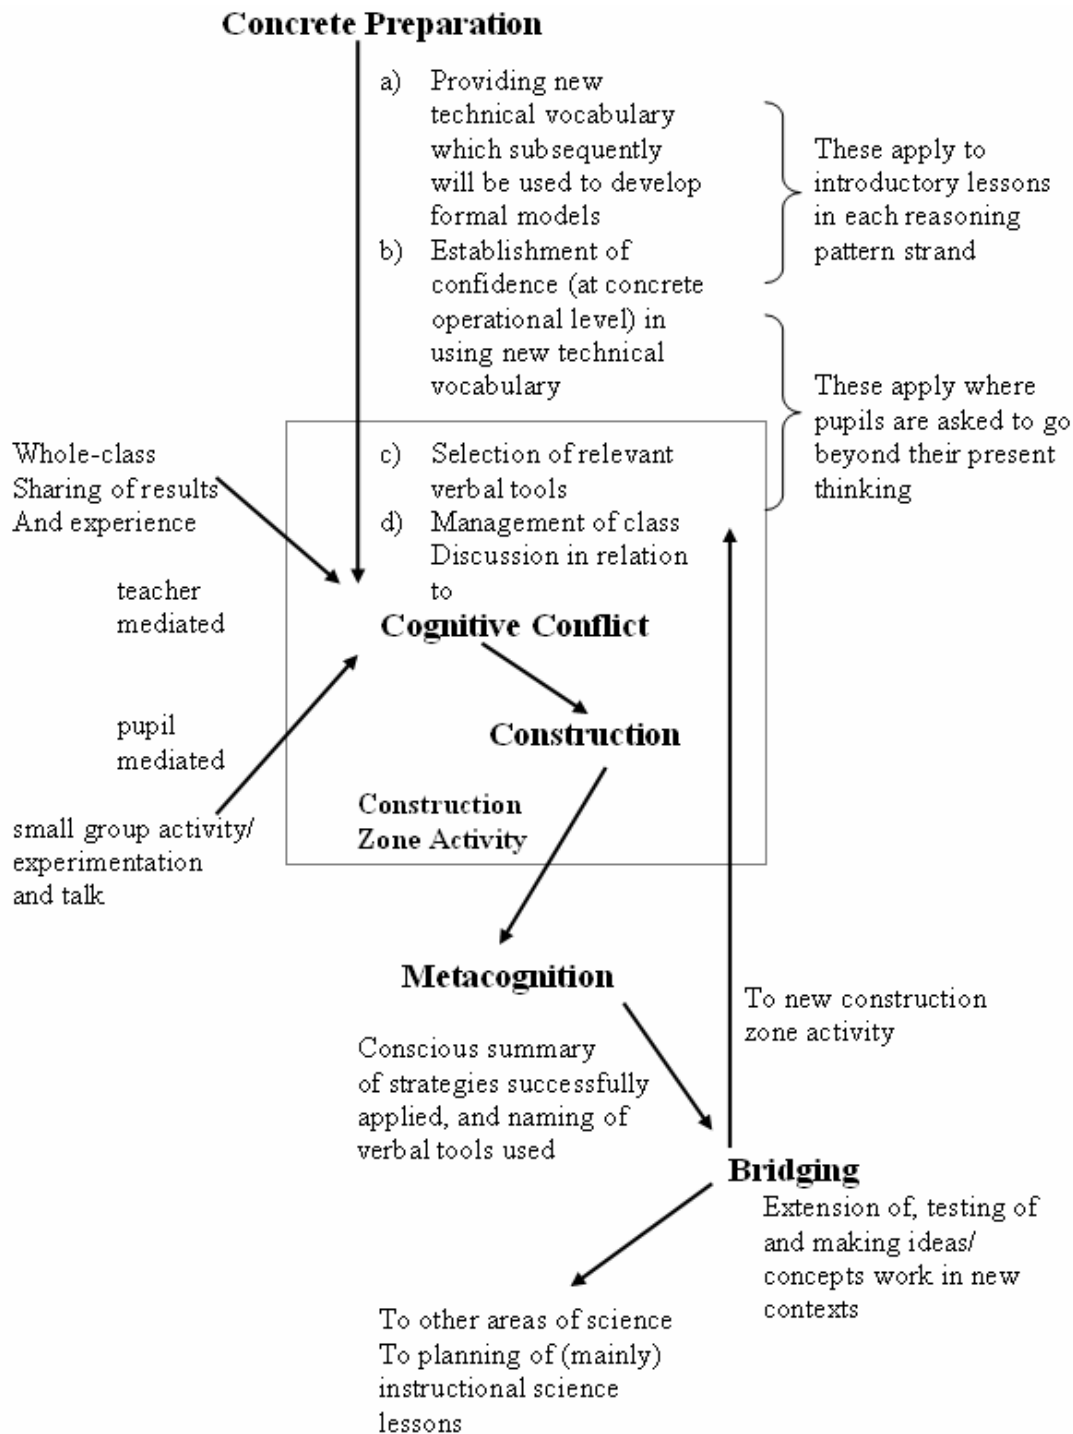 Concrete Preparation
a) Providing new
technical vocabulary
which subsequently
will be used to develop
formal models
b) Establishment of
confidence (at concrete
operational level) in
using new technical
vocabulary
These apply to
introductory lessons
in each reasoning
pattern strand
These apply where
pupils are asked to go
beyond their present
thinking
Whole-class
Sharing of results
And experience
teacher
mediated
pupil
mediated
small group activity/
experimentation
and talk
c) Selection of relevant
verbal tools
d) Management of class
Discussion in relation
to
Cognitive Conflict
Construction
Construction
Zone Activity
Metacognition
Conscious summary
of strategies successfully
applied, and naming of
verbal tools used
To new construction
zone activity
Bridging
Extension of, testing of
and making ideas/
concepts work in new
contexts
To other areas of science
To planning of (mainly)
instructional science
lessons